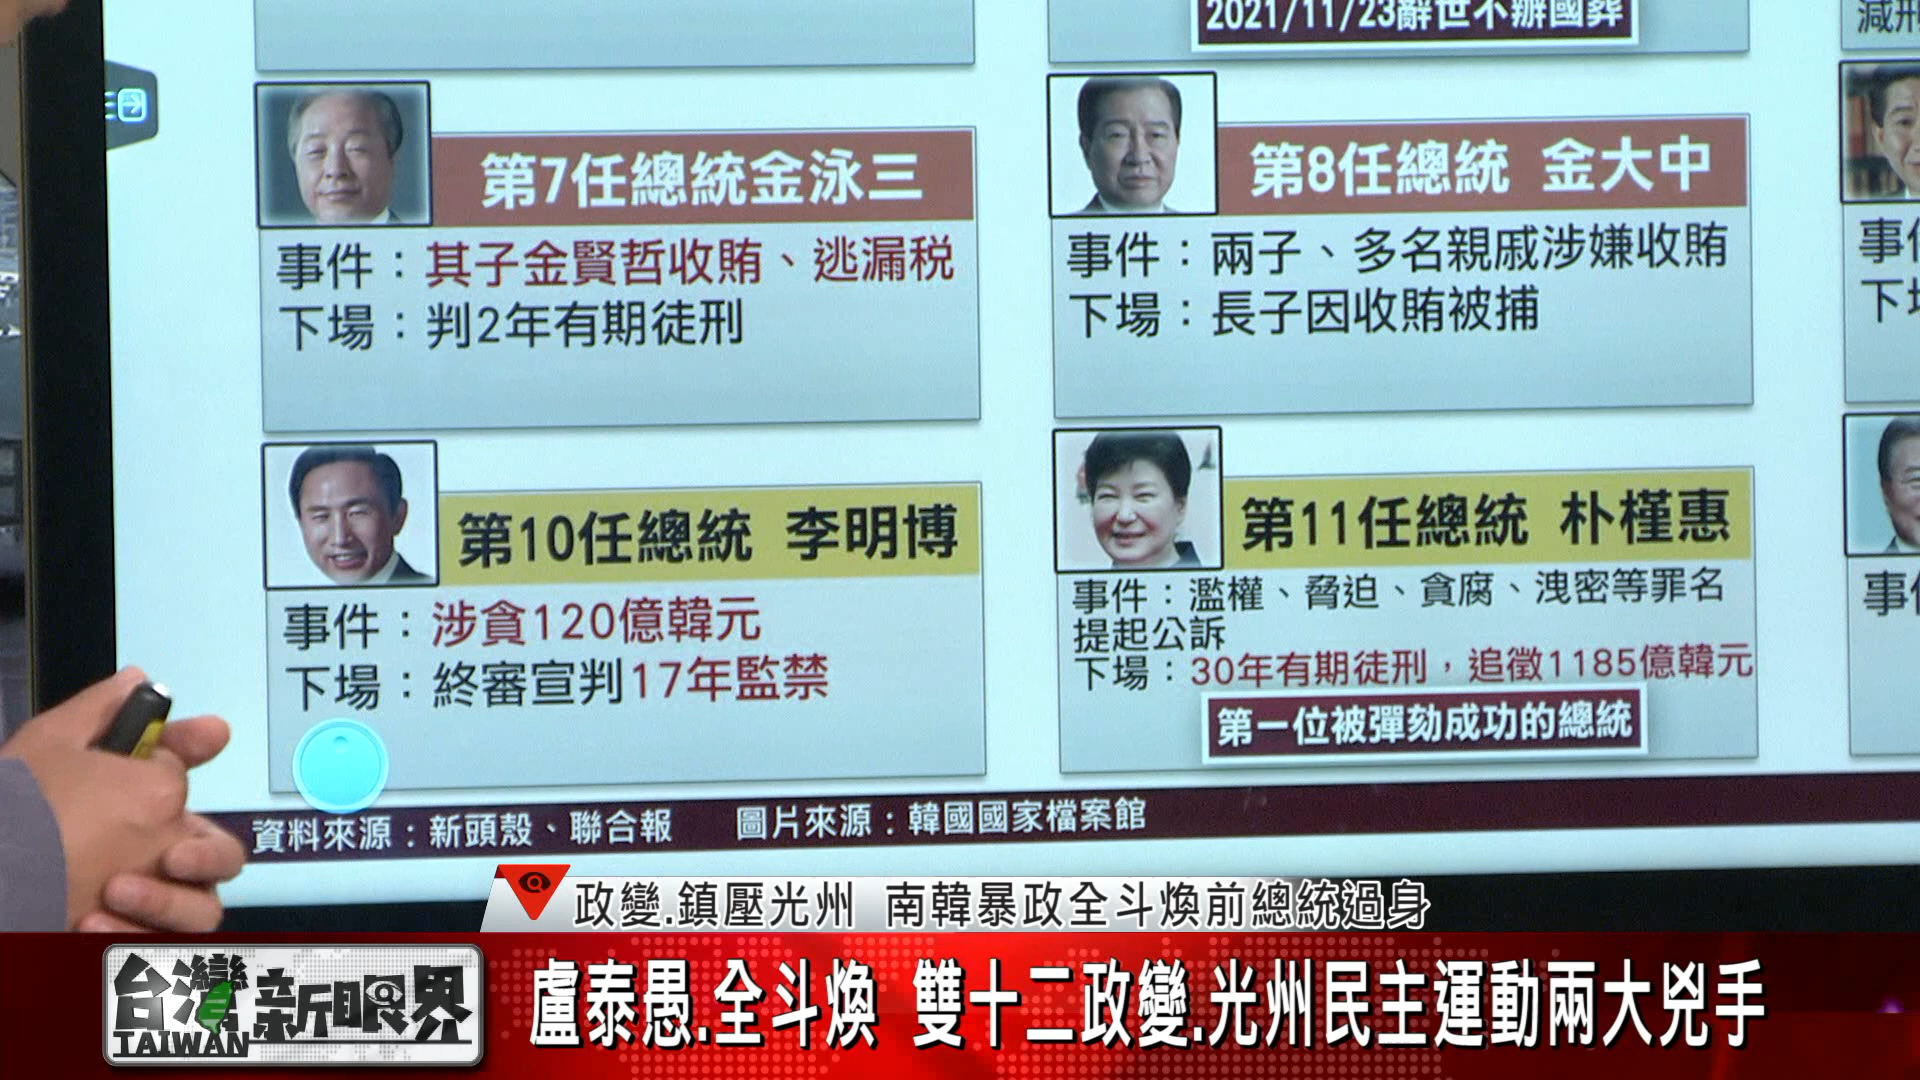 2021/11/23辭世不辦國葬
減刑
第7任總統金泳三
事件：其子金賢哲收賄、逃漏税
下場：判2年有期徒刑
第8任總統 金大中
事件：兩子、多名親戚涉嫌收賄
下場：長子因收賄被捕
事件
下場
第10任總統 李明博
事件：涉貪120億韓元
下場：終審宣判17年監禁
第11任總統 朴槿惠
事件：濫權、脅迫、貪腐、洩密等罪名
提起公訴
下場：30年有期徒刑，追徵1185億韓元
第一位被彈劾成功的總統
事件
資料來源：新頭殼、聯合報 圖片來源：韓國國家檔案館
政變.鎮壓光州 南韓暴政全斗煥前總統過身
台灣新眼界
TAIWAN
盧泰愚.全斗煥 雙十二政變.光州民主運動兩大兇手